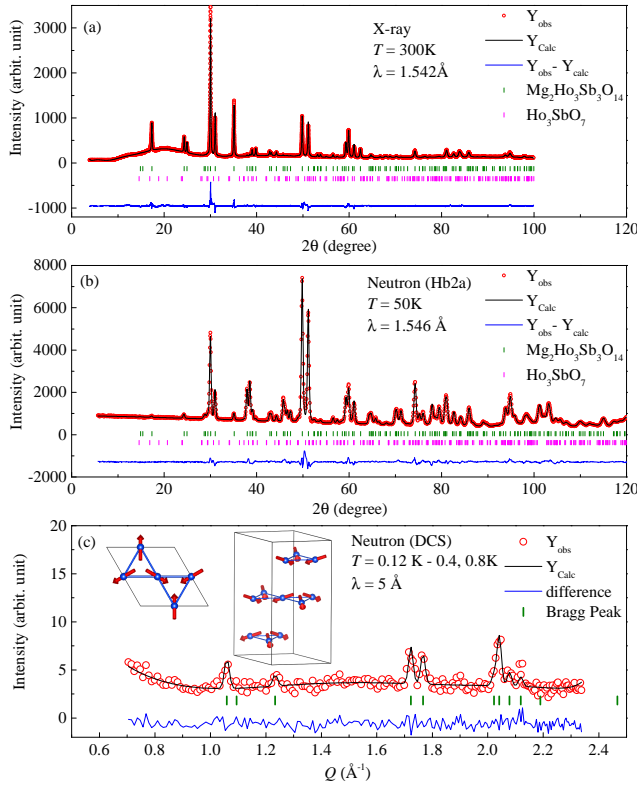 (a)
X-ray
T = 300K
λ = 1.542Å
Y_obs
Y_Calc
Y_obs- Y_calc
Mg₂Ho₃Sb₃O₁₄
Ho₃SbO₇
Intensity (arbit. unit)
3000
2000
1000
0
-1000
0 20 40 60 80 100 120
2θ (degree)
(b)
Neutron (Hb2a)
T = 50K
λ = 1.546 Å
Y_obs
Y_Calc
Y_obs- Y_calc
Mg₂Ho₃Sb₃O₁₄
Ho₃SbO₇
Intensity (arbit. unit)
8000
6000
4000
2000
0
-2000
0 20 40 60 80 100 120
2θ (degree)
(c)
Neutron (DCS)
T = 0.12 K - 0.4, 0.8K
λ = 5 Å
Y_obs
Y_Calc
difference
Bragg Peak
Intensity (arbit. unit)
20
15
10
5
0
0.6 0.8 1.0 1.2 1.4 1.6 1.8 2.0 2.2 2.4
Q (Å⁻¹)